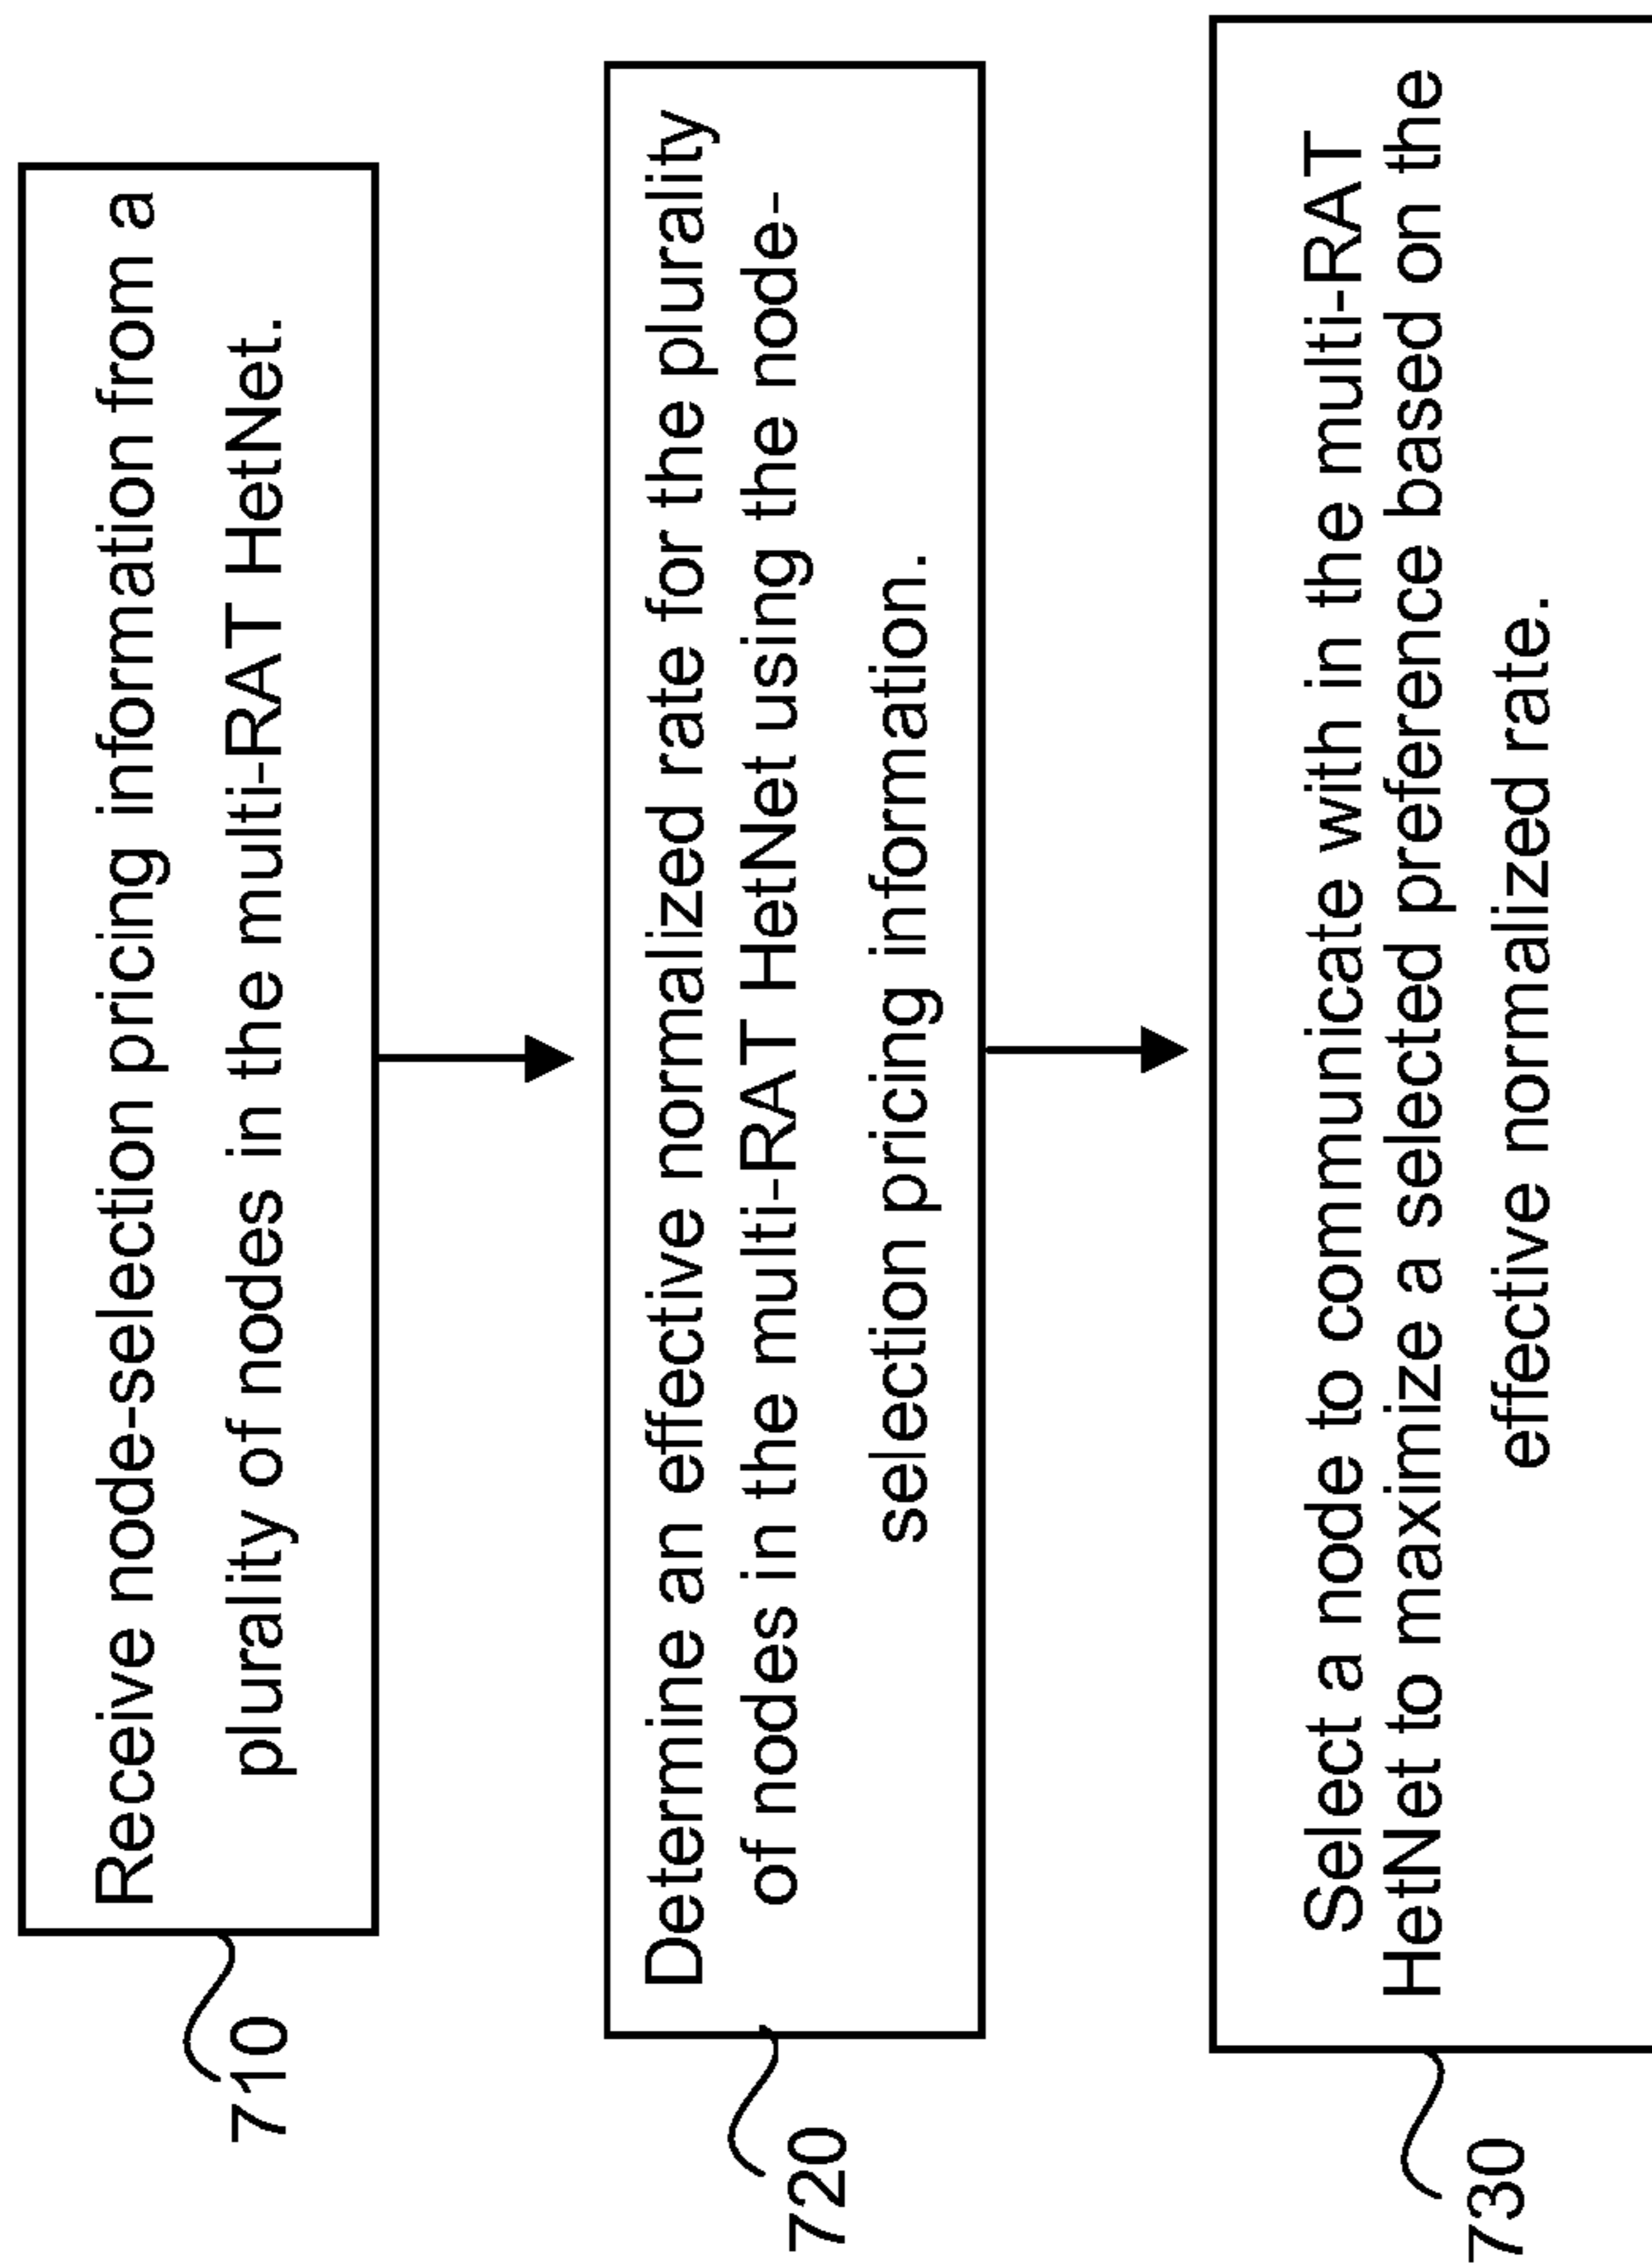 Receive node-selection pricing information from a
plurality of nodes in the multi-RAT HetNet.
710
Determine an effective normalized rate for the plurality
of nodes in the multi-RAT HetNet using the node-
selection pricing information.
720
Select a node to communicate with in the multi-RAT
HetNet to maximize a selected preference based on the
effective normalized rate.
730